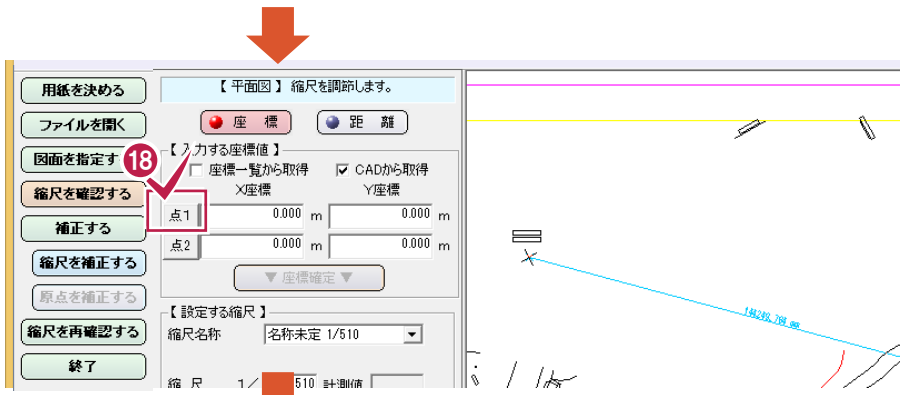 用紙を決める
ファイルを開く
図面を指定す
縮尺を確認する
補正する
縮尺を補正する
原点を補正する
縮尺を再確認する
終了
【 平面図 】 縮尺を調節します。
座 標
距 離
【 入力する座標値 】
座標一覧から取得
CADから取得
X座標
Y座標
18
点1
0.000 m
0.000 m
点2
0.000 m
0.000 m
▼ 座標確定 ▼
【 設定する縮尺 】
縮尺名称
名称未定 1/510
縮 尺
1/
510
計測値